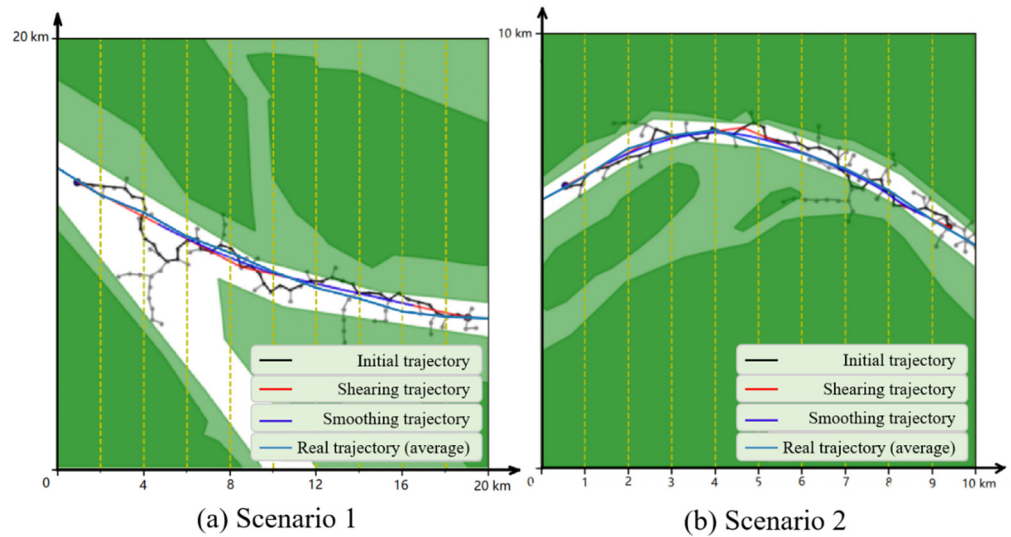 20 km
Initial trajectory
Shearing trajectory
Smoothing trajectory
Real trajectory (average)
0 4 8 12 16 20 km
(a) Scenario 1
10 km
Initial trajectory
Shearing trajectory
Smoothing trajectory
Real trajectory (average)
0 1 2 3 4 5 6 7 8 9 10 km
(b) Scenario 2